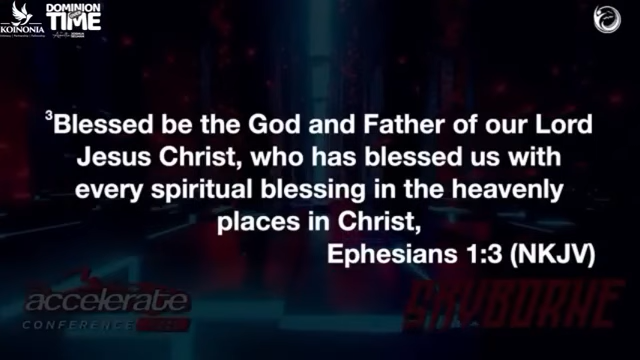 KOINONIA
DOMINION
TIME
³Blessed be the God and Father of our Lord
Jesus Christ, who has blessed us with
every spiritual blessing in the heavenly
places in Christ,
Ephesians 1:3 (NKJV)
accelerate
CONFERENCE
SKYBORNE